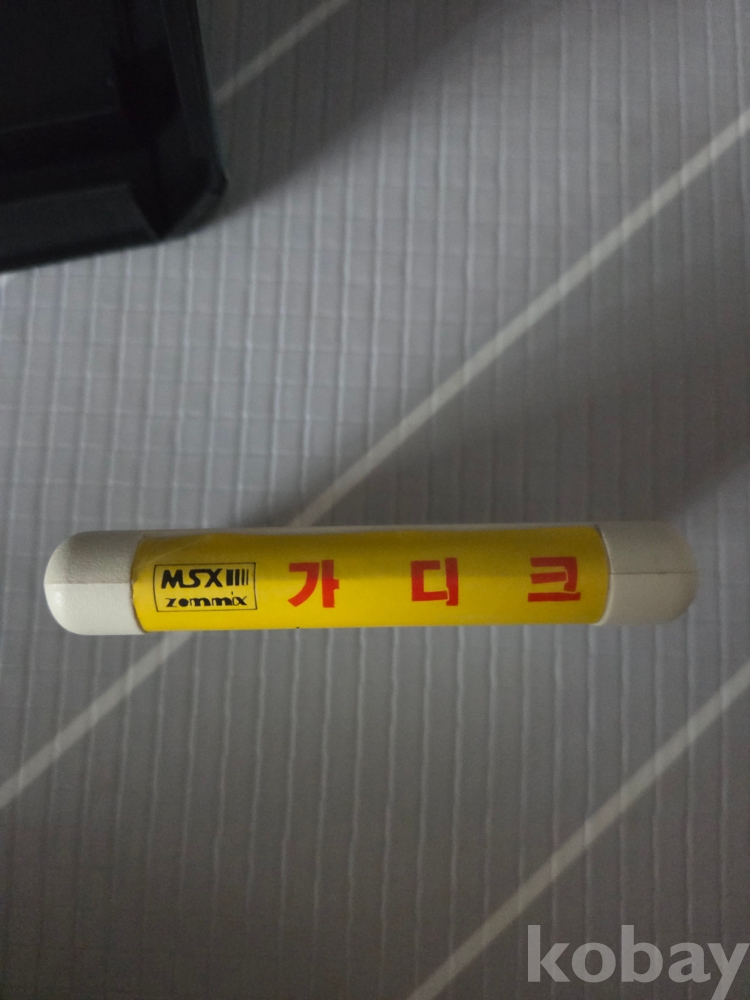 MSX
zemmix
가디크
kobay